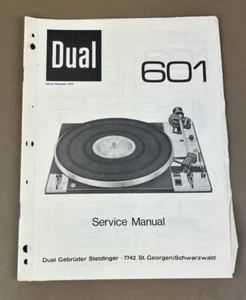 Dual
601
Service Manual
Dual Gebrüder Steidinger · 7742 St. Georgen/Schwarzwald